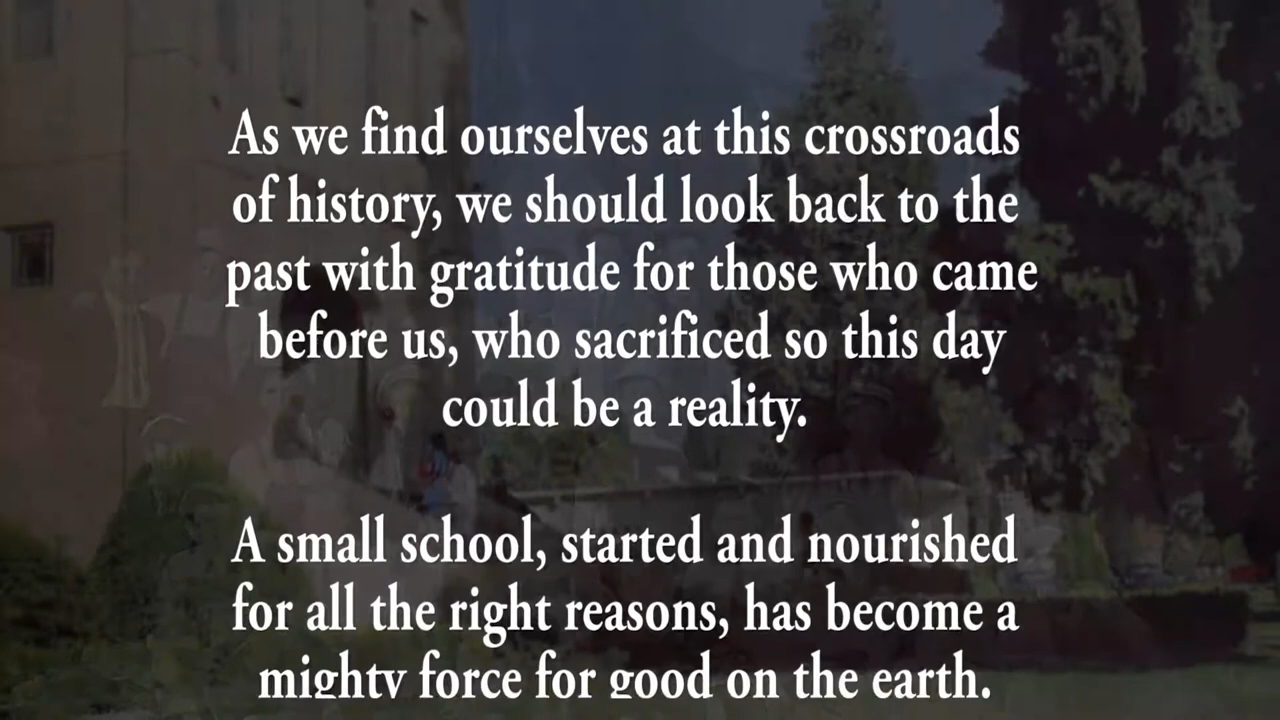 As we find ourselves at this crossroads
of history, we should look back to the
past with gratitude for those who came
before us, who sacrificed so this day
could be a reality.
A small school, started and nourished
for all the right reasons, has become a
mighty force for good on the earth.